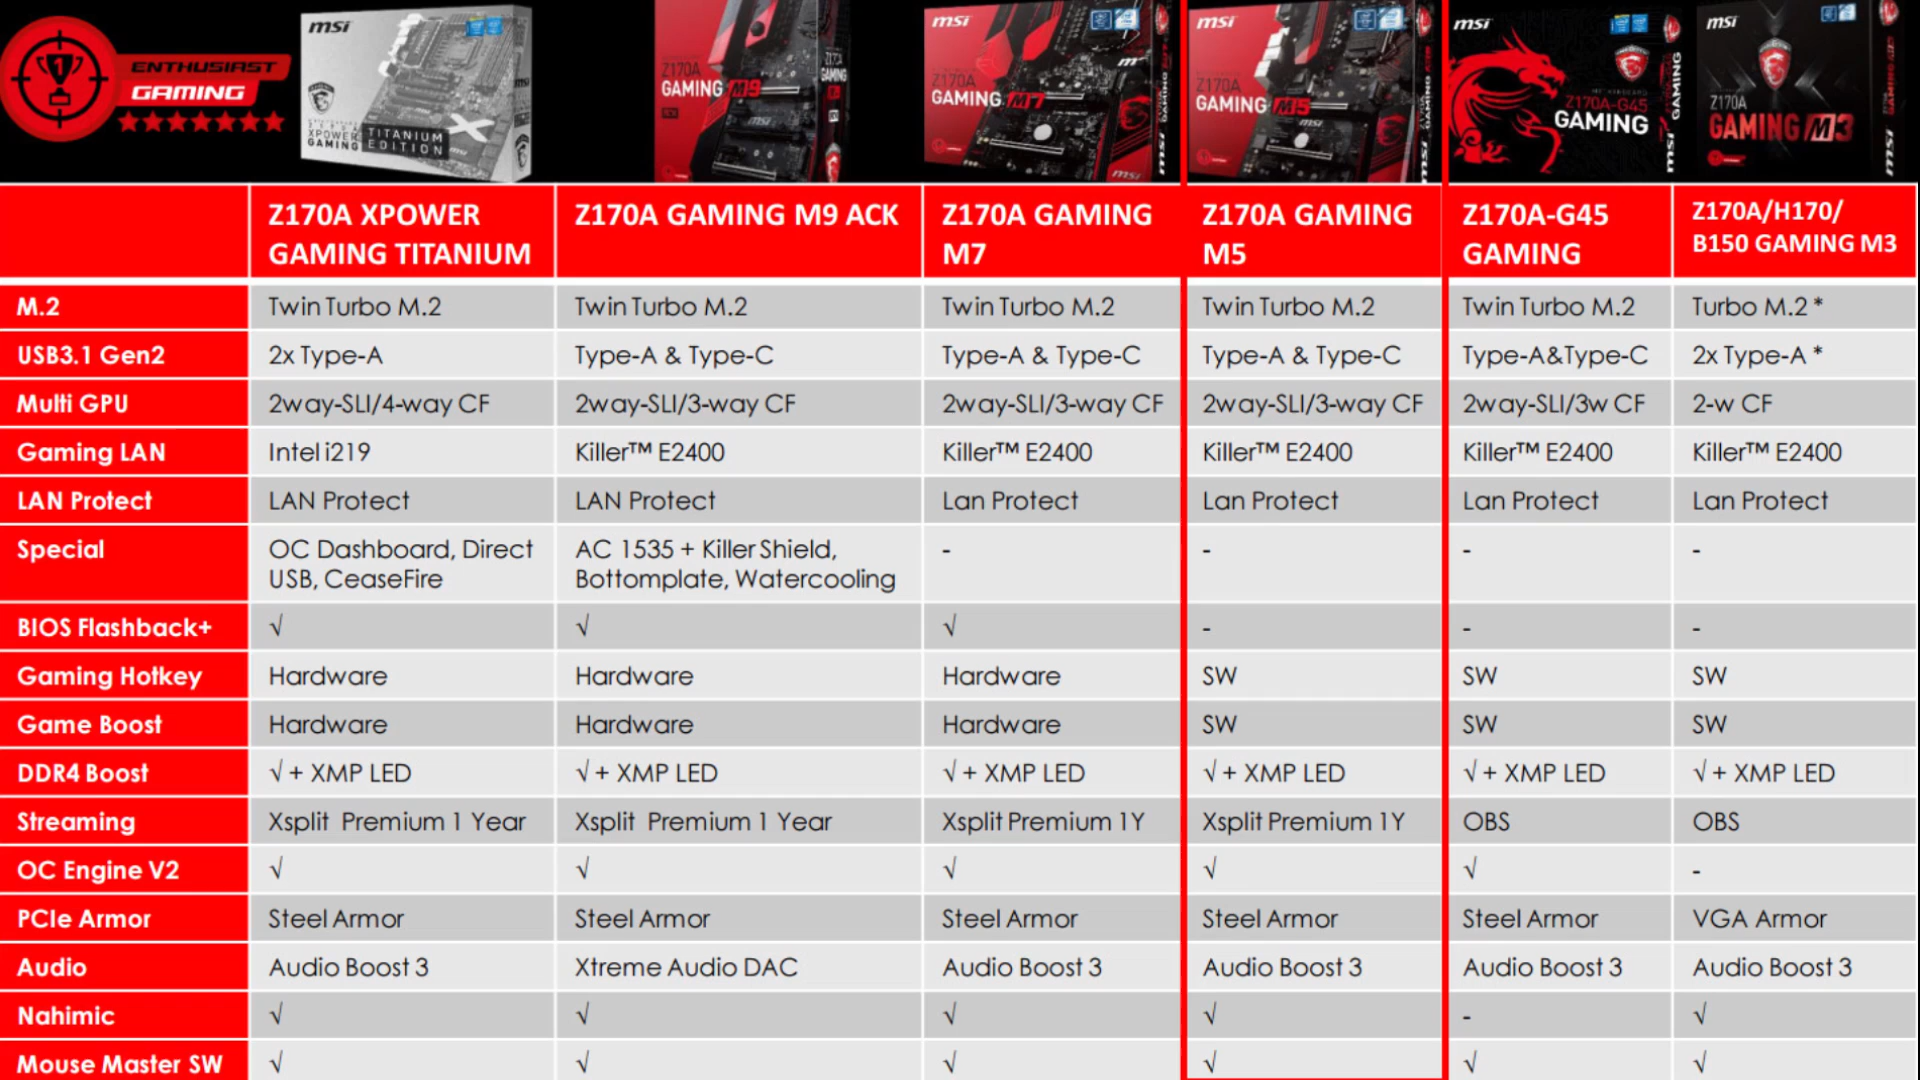 ENTHUSIAST
GAMING
1
msi
Z170A
XPOWER
GAMING
TITANIUM
EDITION
Z170A
GAMING M9
msi
Z170A
GAMING M7
msi
msi
Z170A
GAMING M5
msi
msi
Z170A-G45
GAMING
msi
GAMING
msi
Z170A
GAMING M3
msi
Z170A XPOWER
GAMING TITANIUM
Z170A GAMING M9 ACK
Z170A GAMING
M7
Z170A GAMING
M5
Z170A-G45
GAMING
Z170A/H170/
B150 GAMING M3
M.2 Twin Turbo M.2 Twin Turbo M.2 Twin Turbo M.2 Twin Turbo M.2 Twin Turbo M.2 Turbo M.2 *
USB3.1 Gen2 2x Type-A Type-A & Type-C Type-A & Type-C Type-A & Type-C Type-A&Type-C 2x Type-A *
Multi GPU 2way-SLI/4-way CF 2way-SLI/3-way CF 2way-SLI/3-way CF 2way-SLI/3-way CF 2way-SLI/3w CF 2-w CF
Gaming LAN Intel i219 Killer™ E2400 Killer™ E2400 Killer™ E2400 Killer™ E2400 Killer™ E2400
LAN Protect LAN Protect LAN Protect Lan Protect Lan Protect Lan Protect Lan Protect
Special OC Dashboard, Direct AC 1535 + Killer Shield, - - - -
USB, CeaseFire Bottomplate, Watercooling
BIOS Flashback+ √ √ √ - - -
Gaming Hotkey Hardware Hardware Hardware SW SW SW
Game Boost Hardware Hardware Hardware SW SW SW
DDR4 Boost √ + XMP LED √ + XMP LED √ + XMP LED √ + XMP LED √ + XMP LED √ + XMP LED
Streaming Xsplit Premium 1 Year Xsplit Premium 1 Year Xsplit Premium 1Y Xsplit Premium 1Y OBS OBS
OC Engine V2 √ √ √ √ √ -
PCIe Armor Steel Armor Steel Armor Steel Armor Steel Armor Steel Armor VGA Armor
Audio Audio Boost 3 Xtreme Audio DAC Audio Boost 3 Audio Boost 3 Audio Boost 3 Audio Boost 3
Nahimic √ √ √ √ - √
Mouse Master SW √ √ √ √ √ √